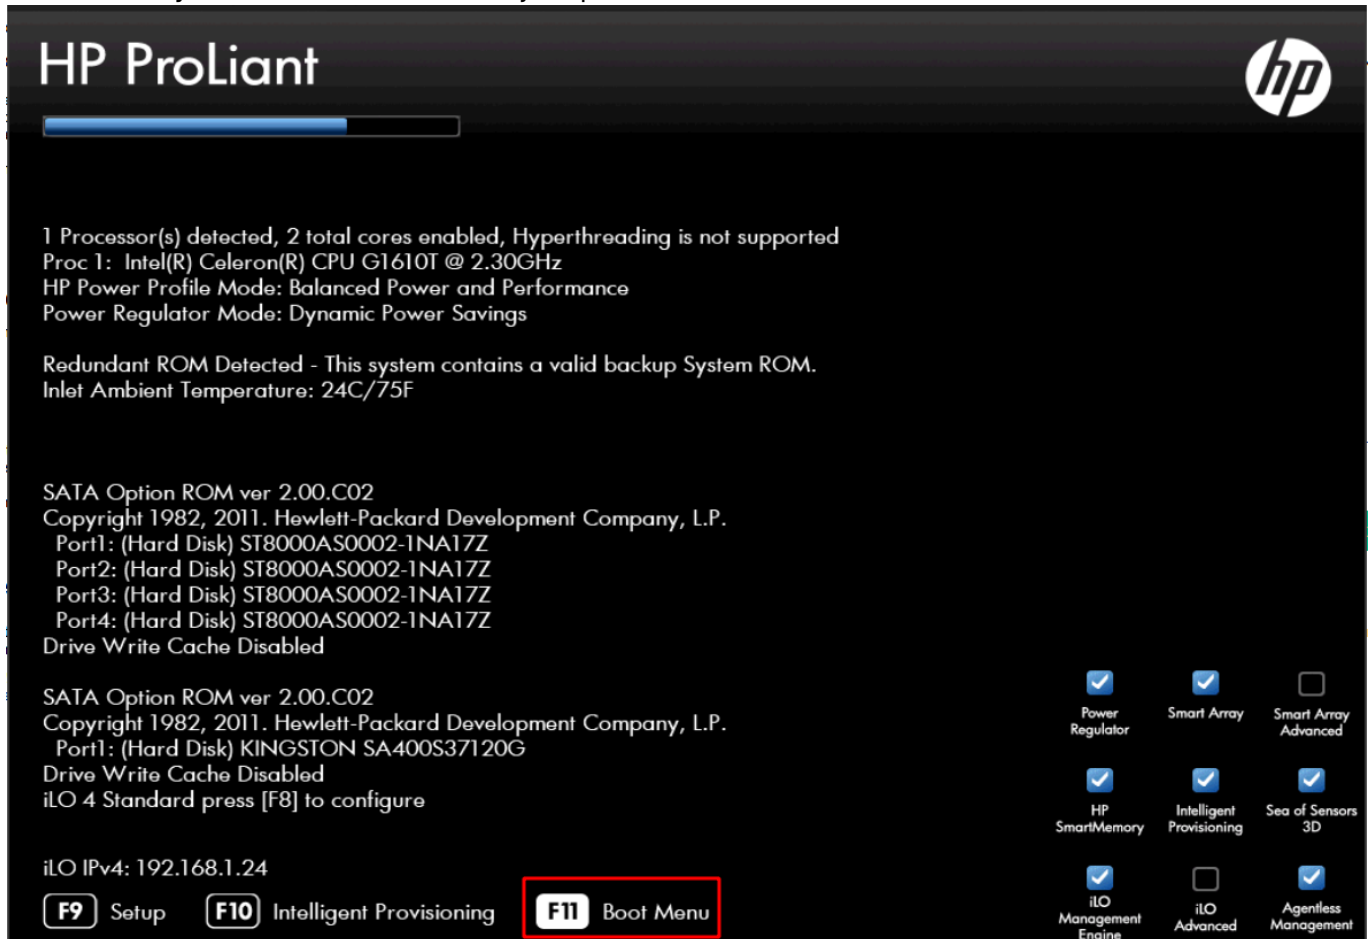 HP ProLiant
hp
1 Processor(s) detected, 2 total cores enabled, Hyperthreading is not supported
Proc 1: Intel(R) Celeron(R) CPU G1610T @ 2.30GHz
HP Power Profile Mode: Balanced Power and Performance
Power Regulator Mode: Dynamic Power Savings
Redundant ROM Detected - This system contains a valid backup System ROM.
Inlet Ambient Temperature: 24C/75F
SATA Option ROM ver 2.00.C02
Copyright 1982, 2011. Hewlett-Packard Development Company, L.P.
Port1: (Hard Disk) ST8000AS0002-1NA17Z
Port2: (Hard Disk) ST8000AS0002-1NA17Z
Port3: (Hard Disk) ST8000AS0002-1NA17Z
Port4: (Hard Disk) ST8000AS0002-1NA17Z
Drive Write Cache Disabled
SATA Option ROM ver 2.00.C02
Copyright 1982, 2011. Hewlett-Packard Development Company, L.P.
Port1: (Hard Disk) KINGSTON SA400S37120G
Drive Write Cache Disabled
iLO 4 Standard press [F8] to configure
iLO IPv4: 192.168.1.24
F9 Setup F10 Intelligent Provisioning F11 Boot Menu
Power Regulator
Smart Array
Smart Array Advanced
HP SmartMemory
Intelligent Provisioning
Sea of Sensors 3D
iLO Management Engine
iLO Advanced
Agentless Management